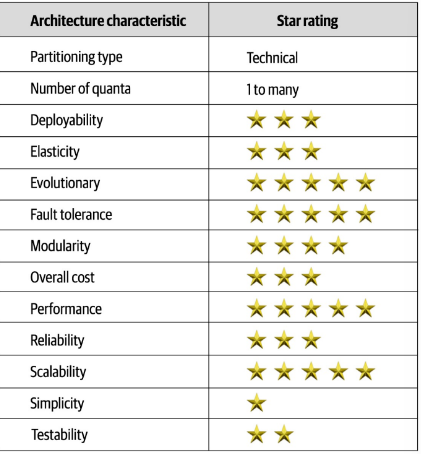 Architecture characteristic Star rating
Partitioning type Technical
Number of quanta 1 to many
Deployability
Elasticity
Evolutionary
Fault tolerance
Modularity
Overall cost
Performance
Reliability
Scalability
Simplicity
Testability